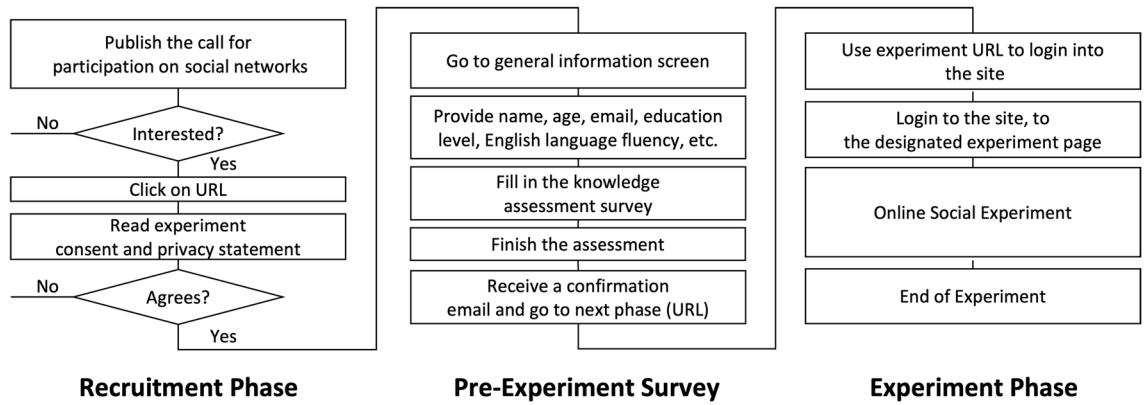 Publish the call for
participation on social networks
Interested?
No
Yes
Click on URL
Read experiment
consent and privacy statement
Agrees?
No
Yes
Recruitment Phase
Go to general information screen
Provide name, age, email, education
level, English language fluency, etc.
Fill in the knowledge
assessment survey
Finish the assessment
Receive a confirmation
email and go to next phase (URL)
Pre-Experiment Survey
Use experiment URL to login into
the site
Login to the site, to
the designated experiment page
Online Social Experiment
End of Experiment
Experiment Phase